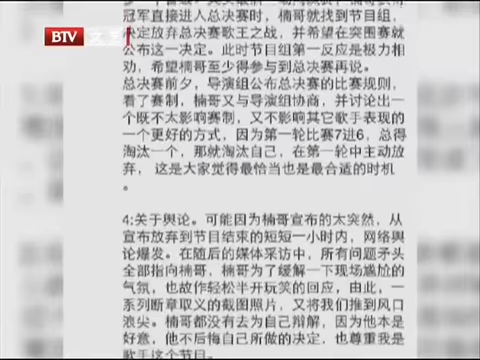 BTV 文艺
冠军直接进入总决赛时，楠哥就找到节目组，
决定放弃总决赛歌王之战，并希望在突围赛就
公布这一决定。此时节目组第一反应是极力相
劝，希望楠哥至少得参与到总决赛再说。
总决赛前夕，导演组公布总决赛的比赛规则，
看了赛制，楠哥又与导演组协商，并讨论出一
个既不太影响赛制，又不影响其它歌手表现的
一个更好的方式，因为第一轮比赛7进6，总得
淘汰一个，那就淘汰自己，在第一轮中主动放
弃， 这是大家觉得最恰当也是最合适的时机
。
4:关于舆论。可能因为楠哥宣布的太突然，从
宣布放弃到节目结束的短短一小时内，网络舆
论爆发。在随后的媒体采访中，所有问题矛头
全部指向楠哥，楠哥为了缓解一下现场尴尬的
气氛，也故作轻松半开玩笑的回应，由此，一
系列断章取义的截图照片，又将我们推到风口
浪尖。楠哥都没有去为自己辩解，因为他本是
好意，他不后悔自己所做的决定，也尊重我是
歌手这个节目。